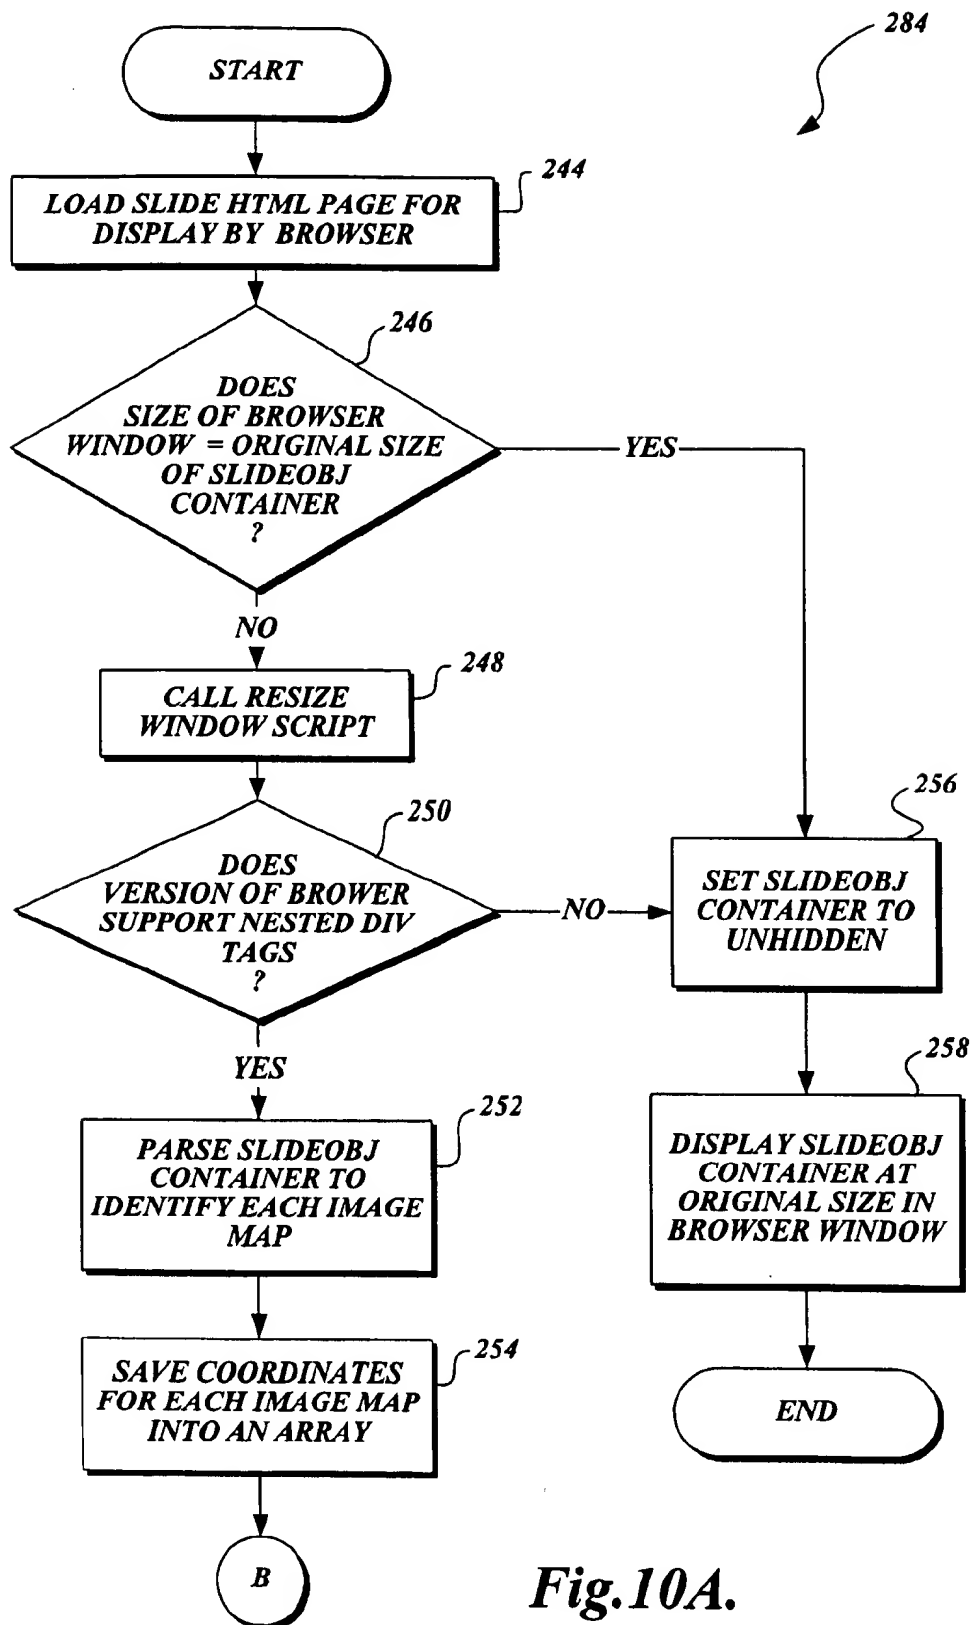 284
START
244
LOAD SLIDE HTML PAGE FOR
DISPLAY BY BROWSER
246
DOES
SIZE OF BROWSER
WINDOW = ORIGINAL SIZE
OF SLIDEOBJ
CONTAINER
?
YES
NO
248
CALL RESIZE
WINDOW SCRIPT
250
DOES
VERSION OF BROWER
SUPPORT NESTED DIV
TAGS
?
NO
256
SET SLIDEOBJ
CONTAINER TO
UNHIDDEN
YES
252
PARSE SLIDEOBJ
CONTAINER TO
IDENTIFY EACH IMAGE
MAP
258
DISPLAY SLIDEOBJ
CONTAINER AT
ORIGINAL SIZE IN
BROWSER WINDOW
254
SAVE COORDINATES
FOR EACH IMAGE MAP
INTO AN ARRAY
END
B
Fig.10A.